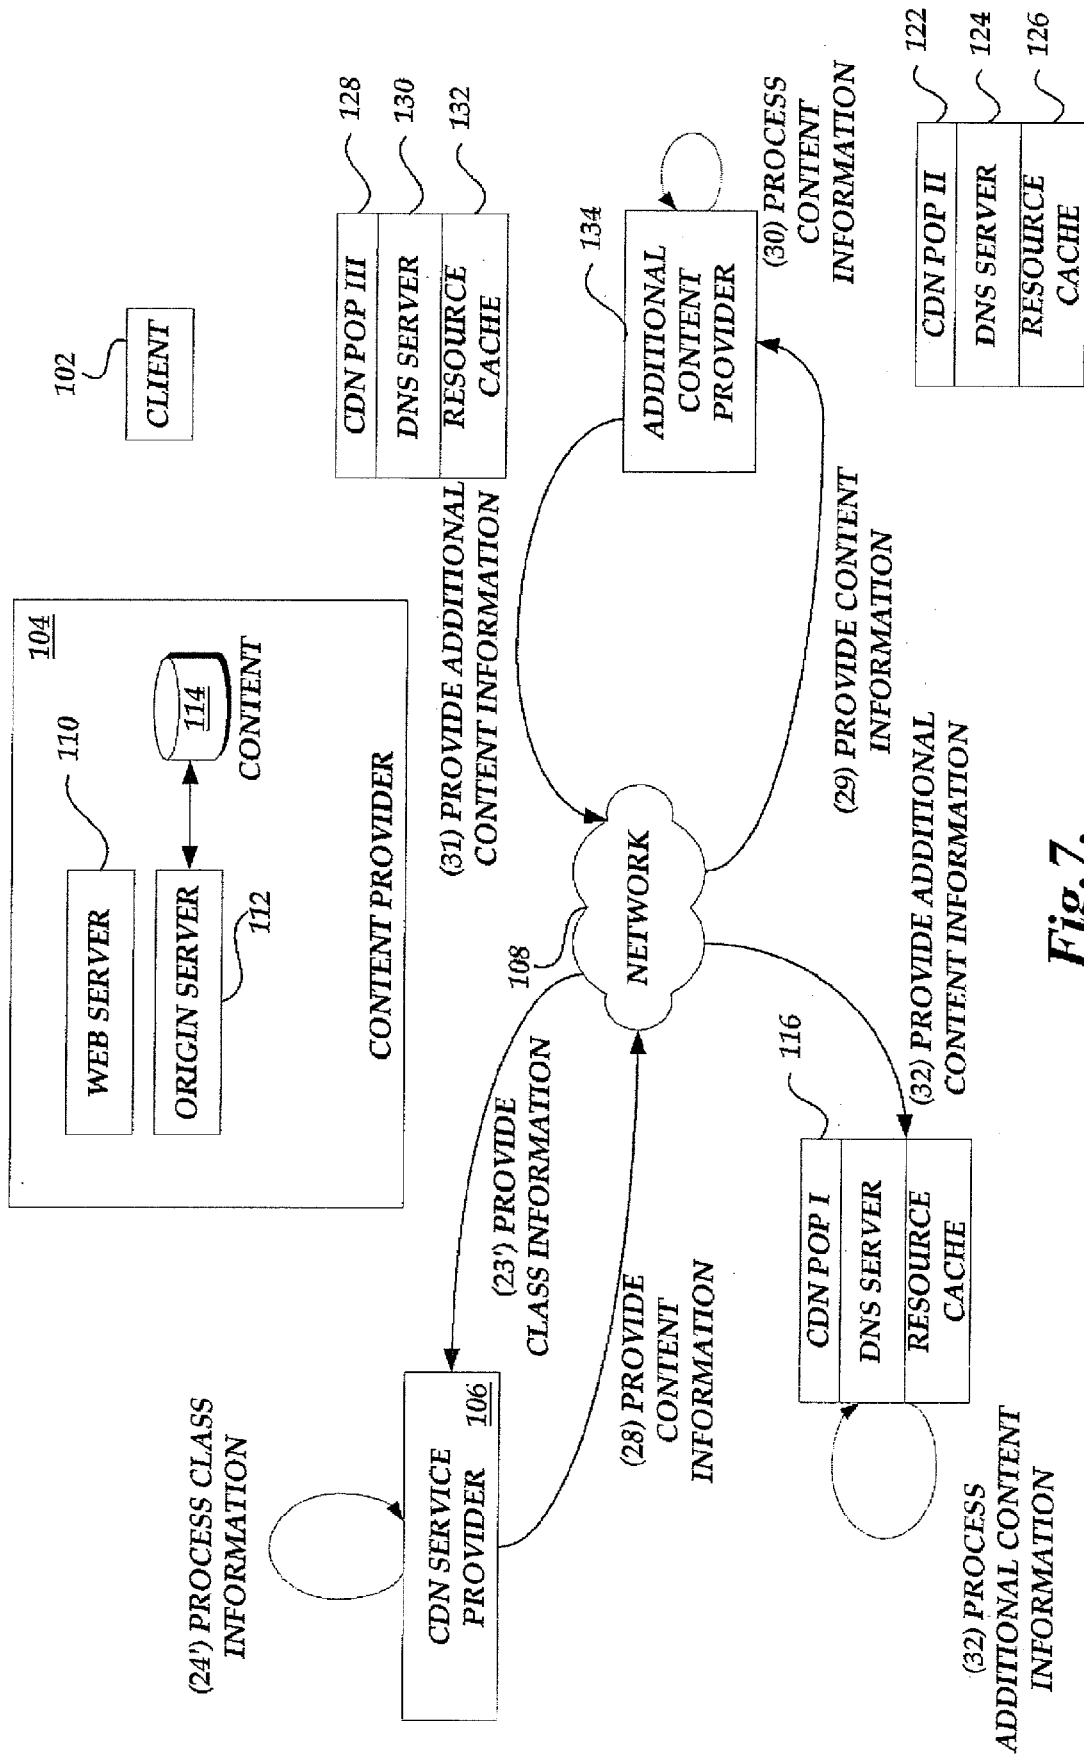 (24') PROCESS CLASS
INFORMATION
CDN SERVICE
PROVIDER
106
104
WEB SERVER
110
ORIGIN SERVER
112
114
CONTENT
CONTENT PROVIDER
102
CLIENT
(23') PROVIDE
CLASS INFORMATION
(28) PROVIDE
CONTENT
INFORMATION
108
NETWORK
(31) PROVIDE ADDITIONAL
CONTENT INFORMATION
CDN POP III
DNS SERVER
RESOURCE
CACHE
128
130
132
134
ADDITIONAL
CONTENT
PROVIDER
(30) PROCESS
CONTENT
INFORMATION
(29) PROVIDE CONTENT
INFORMATION
116
CDN POP I
DNS SERVER
RESOURCE
CACHE
(32) PROVIDE ADDITIONAL
CONTENT INFORMATION
(32) PROCESS
ADDITIONAL CONTENT
INFORMATION
CDN POP II
DNS SERVER
RESOURCE
CACHE
122
124
126
Fig.7.